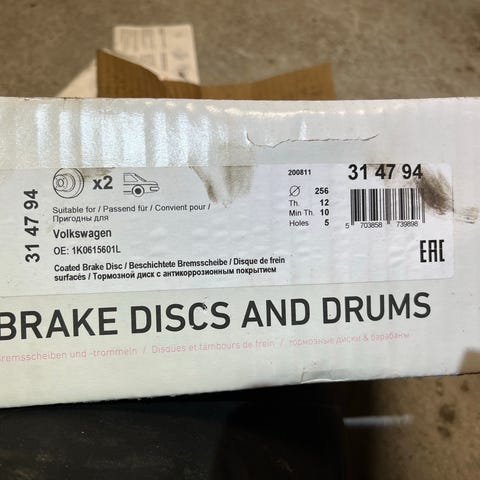 31 47 94
x2
200811
31 47 94
Suitable for / Passend für / Convient pour /
Пригодны для
Volkswagen
OE: 1K0615601L
Ø 256
Th. 12
Min Th. 10
Holes 5
5 703858 739898
EAC
Coated Brake Disc / Beschichtete Bremsscheibe / Disque de frein
surfacés / Тормозной диск с антикоррозионным покрытием
BRAKE DISCS AND DRUMS
Bremsscheiben und -trommeln / Disques et tambours de frein / тормозные диски & барабаны